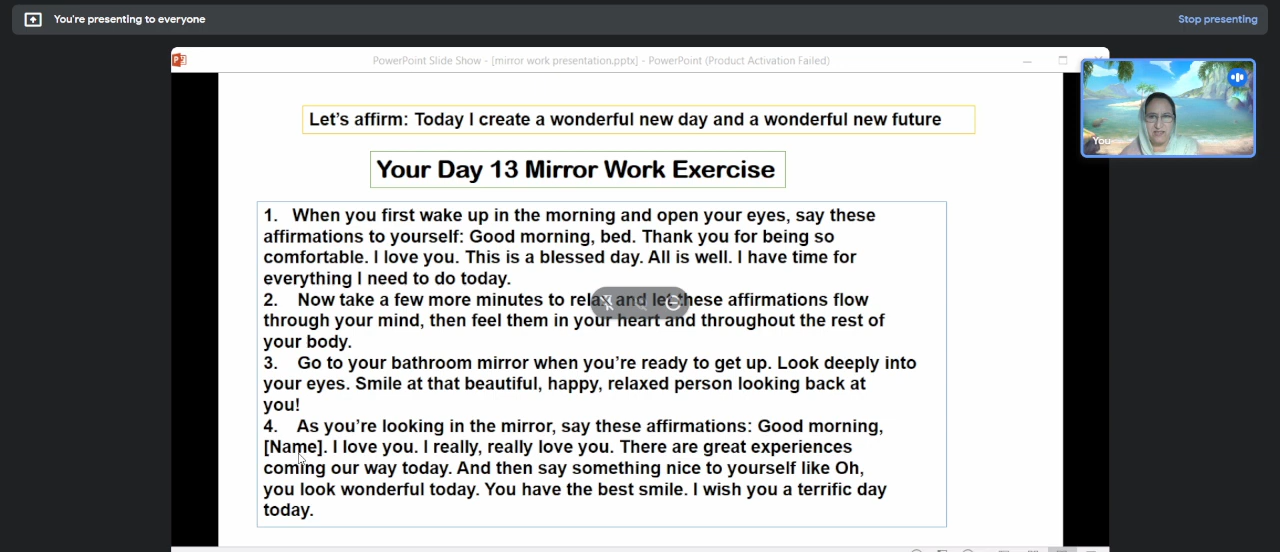 You're presenting to everyone
Stop presenting
PowerPoint Slide Show - [mirror work presentation.pptx] - PowerPoint (Product Activation Failed)
Let's affirm: Today I create a wonderful new day and a wonderful new future
You
Your Day 13 Mirror Work Exercise
1. When you first wake up in the morning and open your eyes, say these
affirmations to yourself: Good morning, bed. Thank you for being so
comfortable. I love you. This is a blessed day. All is well. I have time for
everything I need to do today.
2. Now take a few more minutes to relax and let these affirmations flow
through your mind, then feel them in your heart and throughout the rest of
your body.
3. Go to your bathroom mirror when you're ready to get up. Look deeply into
your eyes. Smile at that beautiful, happy, relaxed person looking back at
you!
4. As you're looking in the mirror, say these affirmations: Good morning,
[Name]. I love you. I really, really love you. There are great experiences
coming our way today. And then say something nice to yourself like Oh,
you look wonderful today. You have the best smile. I wish you a terrific day
today.